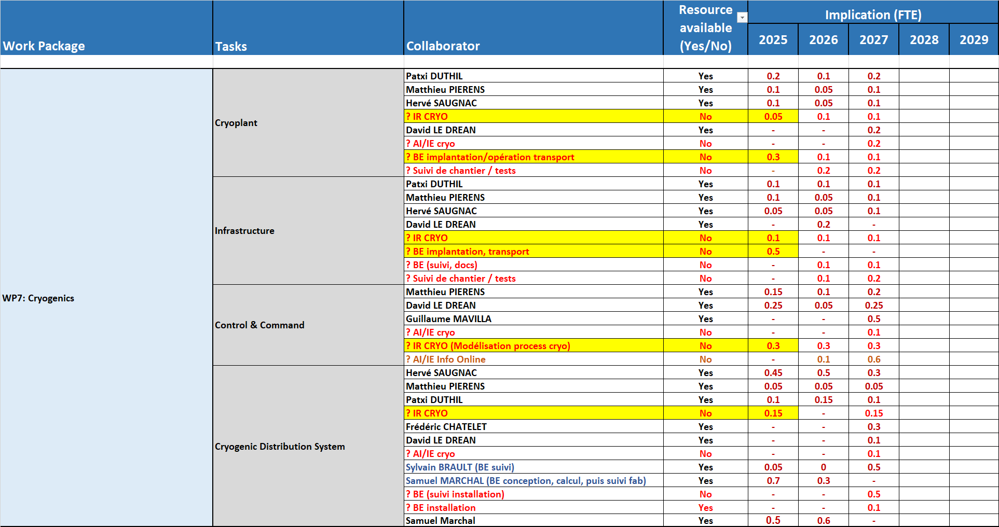 Work Package Tasks Collaborator Resource available (Yes/No) Implication (FTE)
2025 2026 2027 2028 2029
WP7: Cryogenics
Cryoplant
Patxi DUTHIL Yes 0.2 0.1 0.2
Matthieu PIERENS Yes 0.1 0.05 0.1
Hervé SAUGNAC Yes 0.1 0.05 0.1
? IR CRYO No 0.05 0.1 0.1
David LE DREAN Yes - - 0.2
? AI/IE cryo No - - 0.2
? BE implantation/opération transport No 0.3 0.1 0.1
? Suivi de chantier / tests No - 0.2 0.2
Infrastructure
Patxi DUTHIL Yes 0.1 0.1 0.1
Matthieu PIERENS Yes 0.1 0.05 0.1
Hervé SAUGNAC Yes 0.05 0.05 0.1
David LE DREAN Yes - 0.2 -
? IR CRYO No 0.1 0.1 0.1
? BE implantation, transport No 0.5 - -
? BE (suivi, docs) No - 0.1 0.1
? Suivi de chantier / tests No - 0.1 0.2
Control & Command
Matthieu PIERENS Yes 0.15 0.1 0.2
David LE DREAN Yes 0.25 0.05 0.25
Guillaume MAVILLA Yes - - 0.5
? AI/IE cryo No - - 0.1
? IR CRYO (Modélisation process cryo) No 0.3 0.3 0.3
? AI/IE Info Online No - 0.1 0.6
Cryogenic Distribution System
Hervé SAUGNAC Yes 0.45 0.5 0.3
Matthieu PIERENS Yes 0.05 0.05 0.05
Patxi DUTHIL Yes 0.1 0.15 0.1
? IR CRYO No 0.15 - 0.15
Frédéric CHATELET Yes - - 0.3
David LE DREAN Yes - - 0.1
? AI/IE cryo No - - 0.1
Sylvain BRAULT (BE suivi) Yes 0.05 0 0.5
Samuel MARCHAL (BE conception, calcul, puis suivi fab) Yes 0.7 0.3 -
? BE (suivi installation) No - - 0.5
? BE installation Yes - - 0.1
Samuel Marchal Yes 0.5 0.6 -